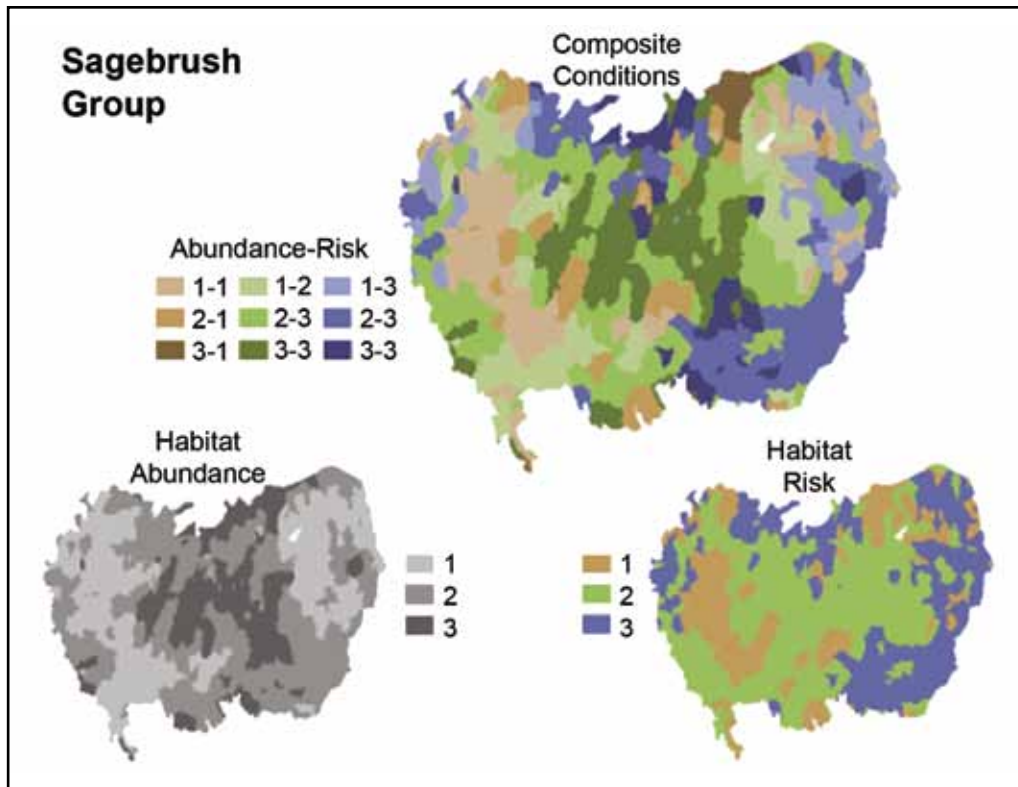 Sagebrush
Group
Composite
Conditions
Abundance-Risk
1-1 1-2 1-3
2-1 2-3 2-3
3-1 3-3 3-3
Habitat
Abundance
1
2
3
Habitat
Risk
1
2
3